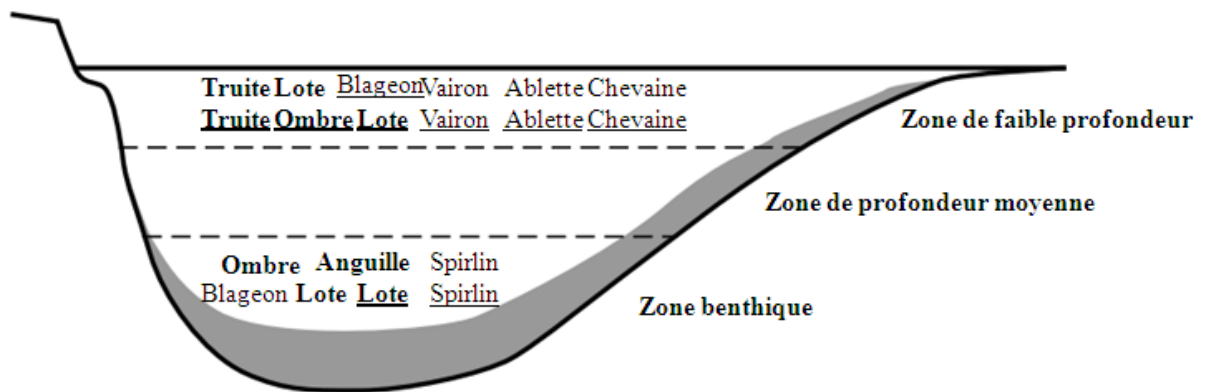 Truite Lote Blageon Vairon Ablette Chevaine
Truite Ombre Lote Vairon Ablette Chevaine
Zone de faible profondeur
Zone de profondeur moyenne
Ombre Anguille Spirlin
Blageon Lote Lote Spirlin
Zone benthique